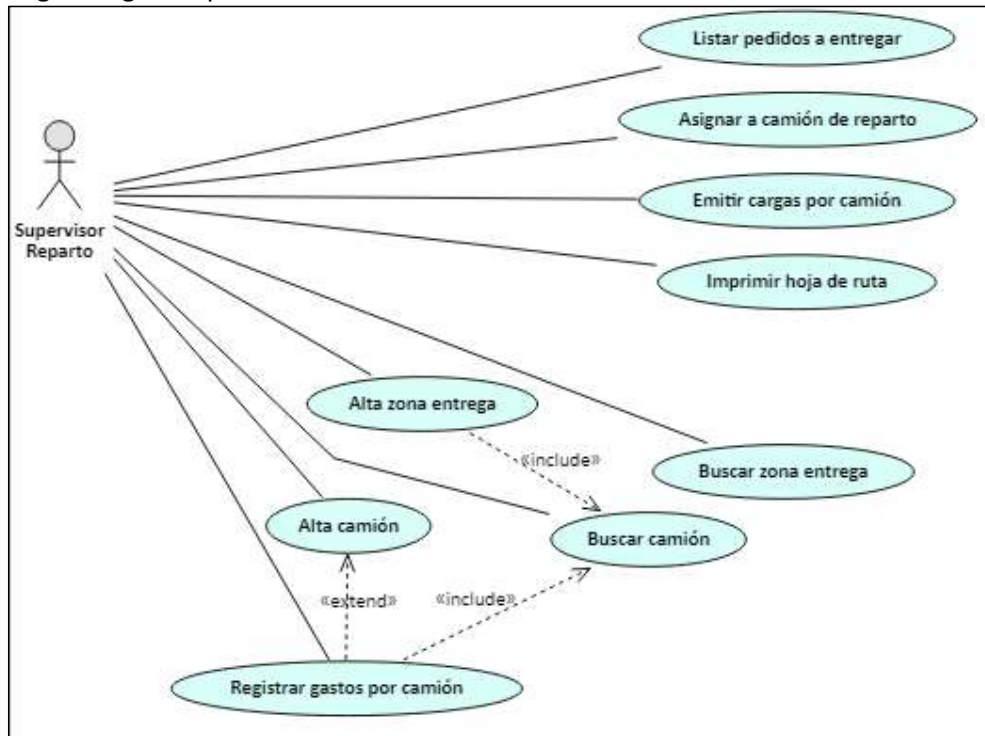 Listar pedidos a entregar
Asignar a camión de reparto
Emitir cargas por camión
Supervisor
Reparto
Imprimir hoja de ruta
Alta zona entrega
«include»
Buscar zona entrega
Alta camión
Buscar camión
«extend»
«include»
Registrar gastos por camión